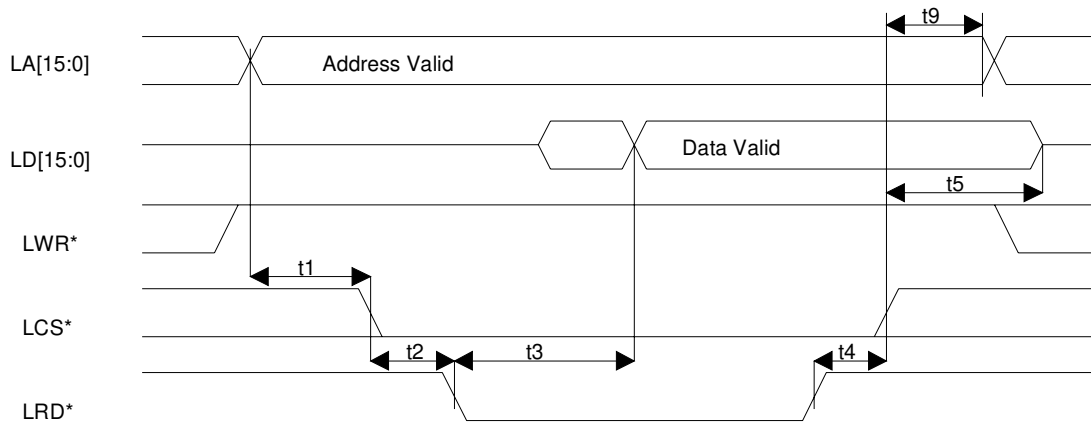 t9
LA[15:0] Address Valid
LD[15:0] Data Valid
t5
LWR*
t1
LCS*
t2 t3 t4
LRD*